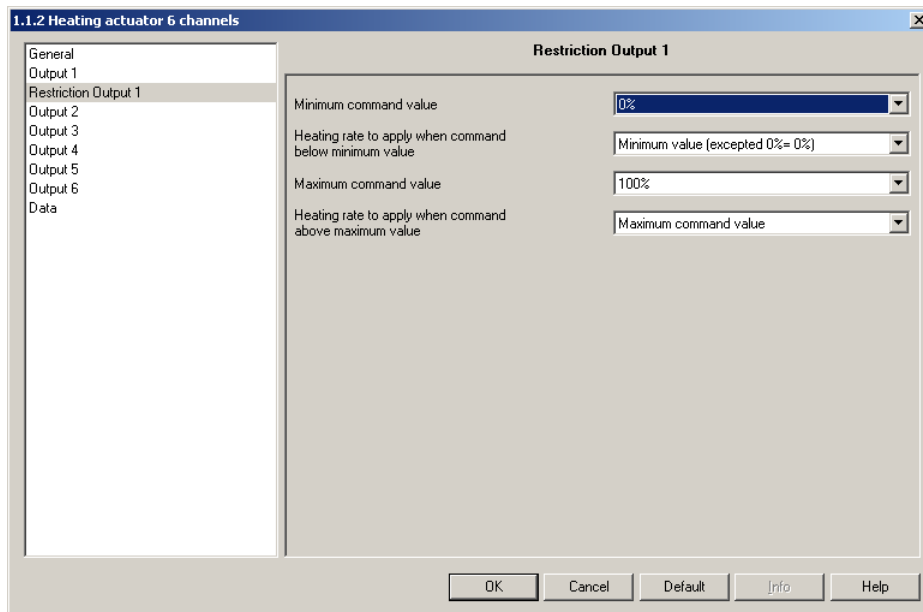 1.1.2 Heating actuator 6 channels
General
Output 1
Restriction Output 1
Output 2
Output 3
Output 4
Output 5
Output 6
Data
Restriction Output 1
Minimum command value
0%
Heating rate to apply when command
below minimum value
Minimum value (excepted 0%= 0%)
Maximum command value
100%
Heating rate to apply when command
above maximum value
Maximum command value
OK
Cancel
Default
Info
Help